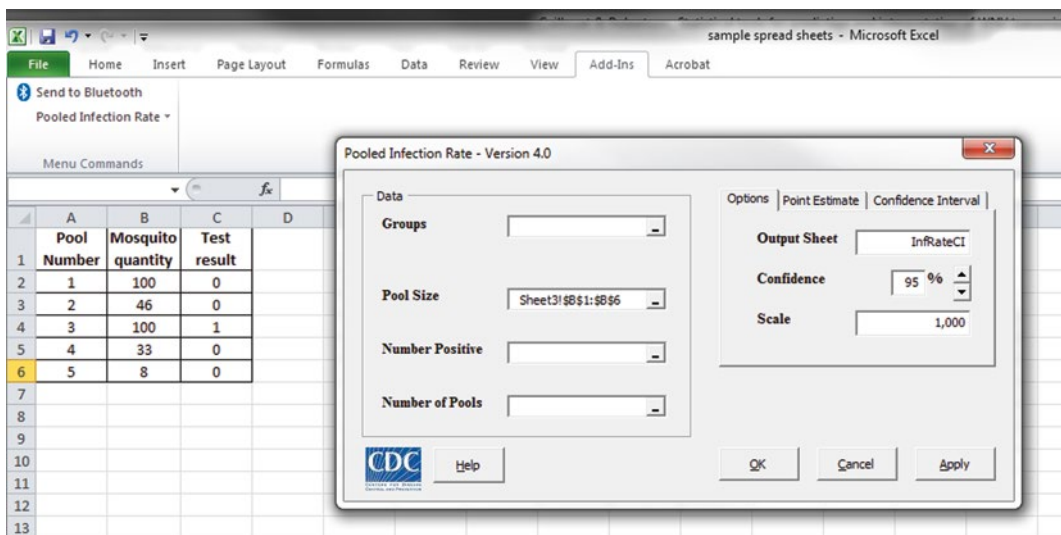 sample spread sheets - Microsoft Excel
File Home Insert Page Layout Formulas Data Review View Add-Ins Acrobat
Send to Bluetooth
Pooled Infection Rate
Menu Commands
fx
A B C D
1 Pool Number Mosquito quantity Test result
2 1 100 0
3 2 46 0
4 3 100 1
5 4 33 0
6 5 8 0
7
8
9
10
11
12
13
Pooled Infection Rate - Version 4.0
Data
Groups
Pool Size Sheet3!$B$1:$B$6
Number Positive
Number of Pools
Options Point Estimate Confidence Interval
Output Sheet InfRateCI
Confidence 95 %
Scale 1,000
CDC
Help
OK Cancel Apply